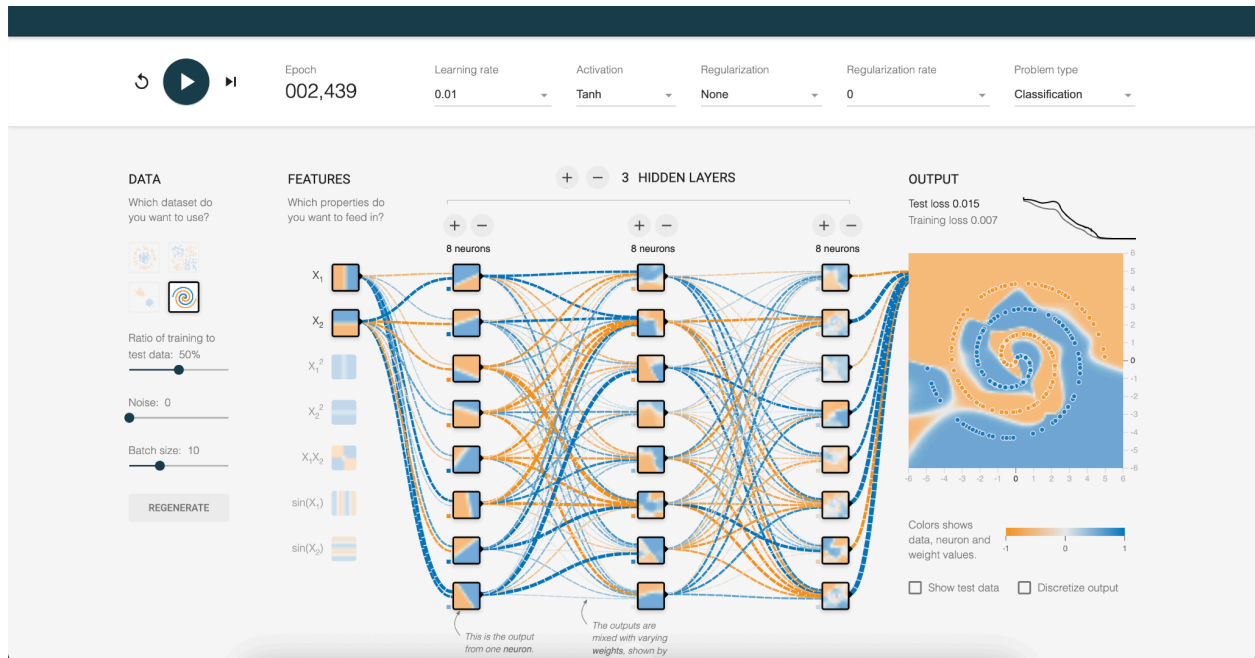 Epoch
002,439
Learning rate
0.01
Activation
Tanh
Regularization
None
Regularization rate
0
Problem type
Classification
DATA
Which dataset do
you want to use?
Ratio of training to
test data: 50%
Noise: 0
Batch size: 10
REGENERATE
FEATURES
Which properties do
you want to feed in?
X₁
X₂
X₁²
X₂²
X₁X₂
sin(X₁)
sin(X₂)
+ − 3 HIDDEN LAYERS
+ −
8 neurons
+ −
8 neurons
+ −
8 neurons
This is the output
from one neuron.
The outputs are
mixed with varying
weights, shown by
OUTPUT
Test loss 0.015
Training loss 0.007
6
5
4
3
2
1
0
-1
-2
-3
-4
-5
-6
-6 -5 -4 -3 -2 -1 0 1 2 3 4 5 6
Colors shows
data, neuron and
weight values.
-1 0 1
Show test data
Discretize output